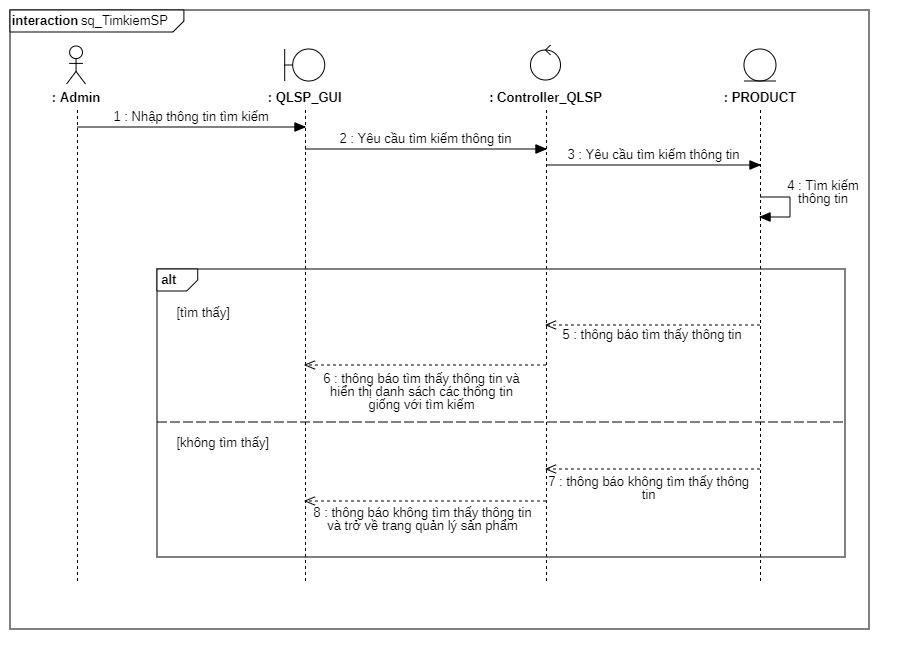 interaction sq_TimkiemSP
: Admin
: QLSP_GUI
: Controller_QLSP
: PRODUCT
1 : Nhập thông tin tìm kiếm
2 : Yêu cầu tìm kiếm thông tin
3 : Yêu cầu tìm kiếm thông tin
4 : Tìm kiếm
thông tin
alt
[tìm thấy]
5 : thông báo tìm thấy thông tin
6 : thông báo tìm thấy thông tin và
hiển thị danh sách các thông tin
giống với tìm kiếm
[không tìm thấy]
7 : thông báo không tìm thấy thông
tin
8 : thông báo không tìm thấy thông tin
và trở về trang quản lý sản phẩm